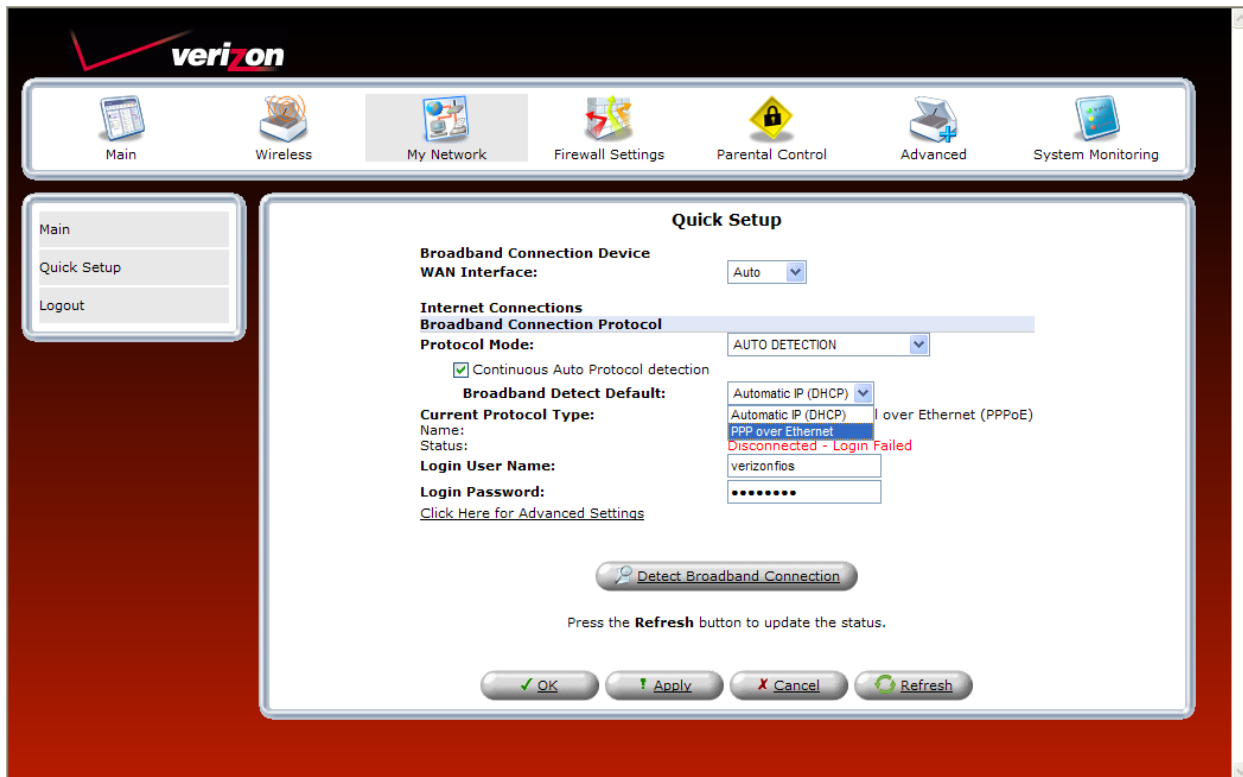 verizon
Main Wireless My Network Firewall Settings Parental Control Advanced System Monitoring
Main
Quick Setup
Logout
Quick Setup
Broadband Connection Device
WAN Interface: Auto
Internet Connections
Broadband Connection Protocol
Protocol Mode: AUTO DETECTION
Continuous Auto Protocol detection
Broadband Detect Default: Automatic IP (DHCP)
Current Protocol Type: Automatic IP (DHCP) l over Ethernet (PPPoE)
Name: PPP over Ethernet
Status: Disconnected - Login Failed
Login User Name: verizonfios
Login Password: ••••••••
Click Here for Advanced Settings
Detect Broadband Connection
Press the Refresh button to update the status.
OK Apply Cancel Refresh